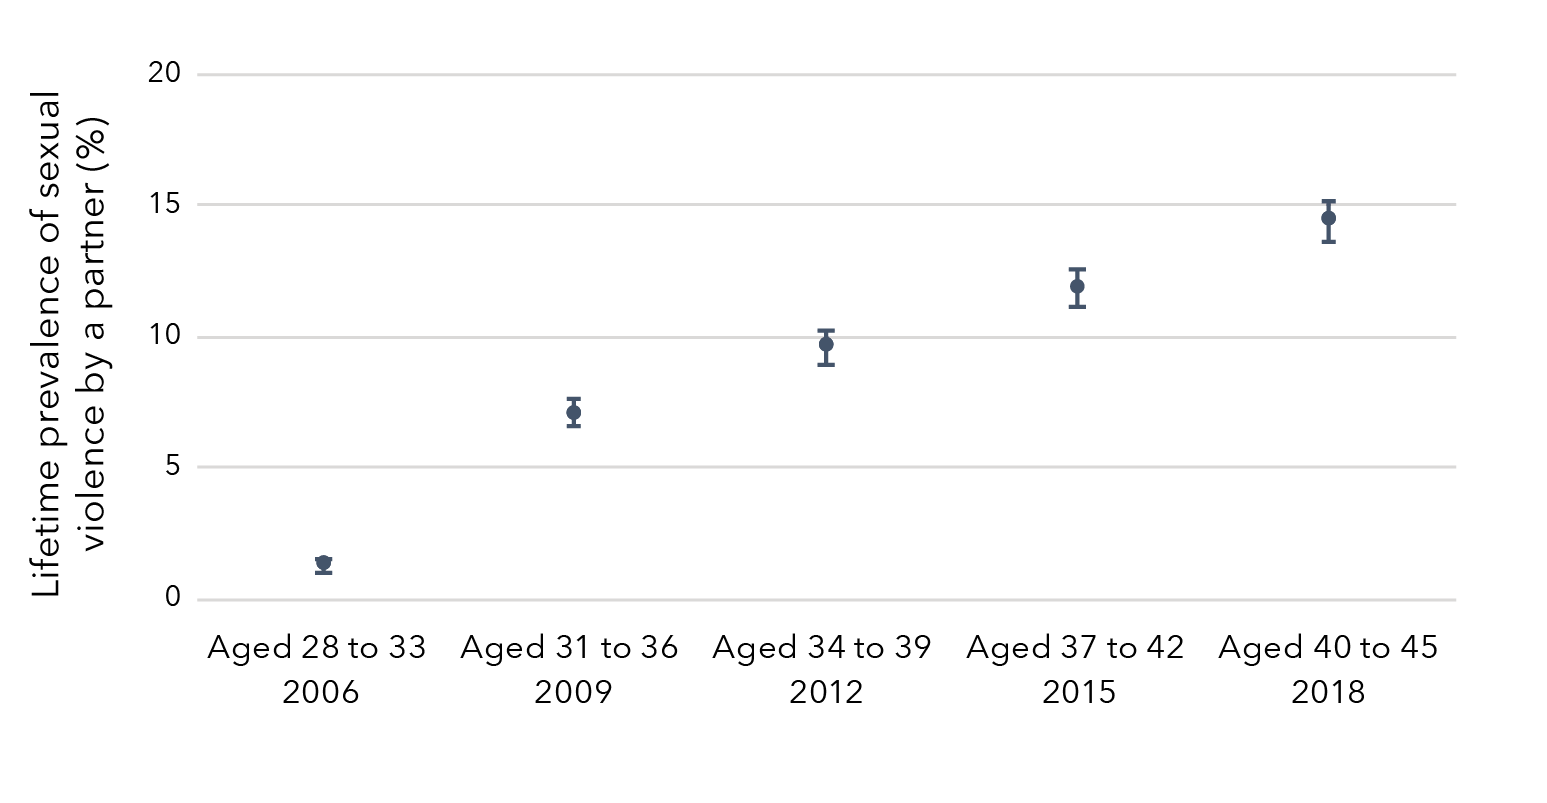 Lifetime prevalence of sexual
violence by a partner (%)
20
15
10
5
0
Aged 28 to 33 Aged 31 to 36 Aged 34 to 39 Aged 37 to 42 Aged 40 to 45
2006 2009 2012 2015 2018